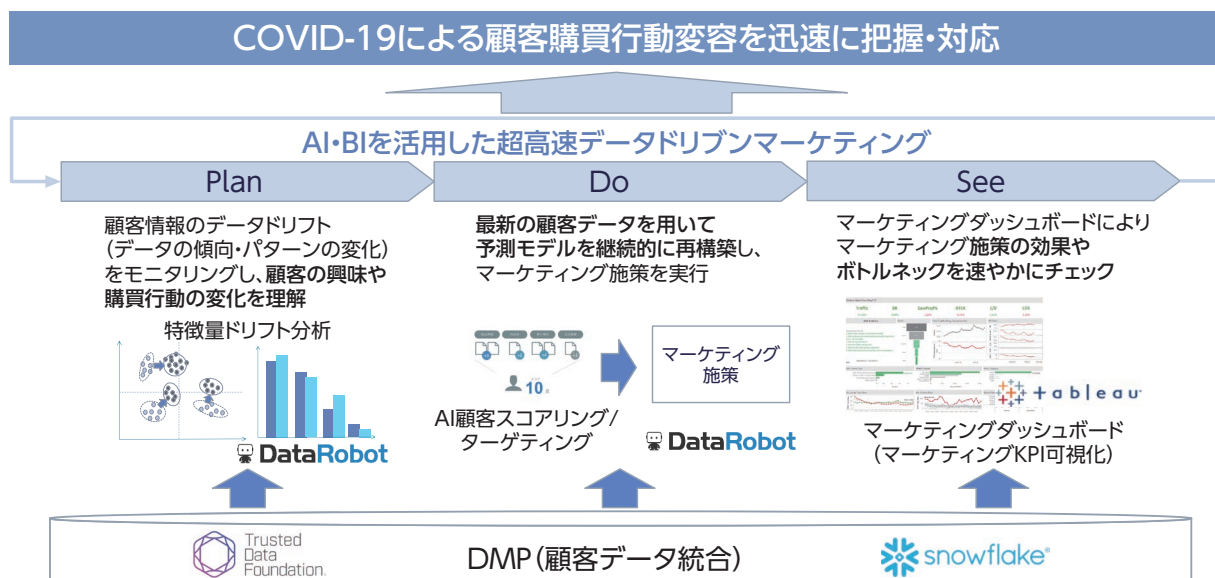 COVID-19による顧客購買行動変容を迅速に把握・対応
AI・BIを活用した超高速データドリブンマーケティング
Plan
Do
See
顧客情報のデータドリフト
（データの傾向・パターンの変化）
をモニタリングし、顧客の興味や
購買行動の変化を理解
特徴量ドリフト分析
DataRobot
最新の顧客データを用いて
予測モデルを継続的に再構築し、
マーケティング施策を実行
10
マーケティング
施策
AI顧客スコアリング/
ターゲティング
DataRobot
マーケティングダッシュボードにより
マーケティング施策の効果や
ボトルネックを速やかにチェック
+ableau
マーケティングダッシュボード
（マーケティングKPI可視化）
Trusted
Data
Foundation.
DMP（顧客データ統合）
snowflake®